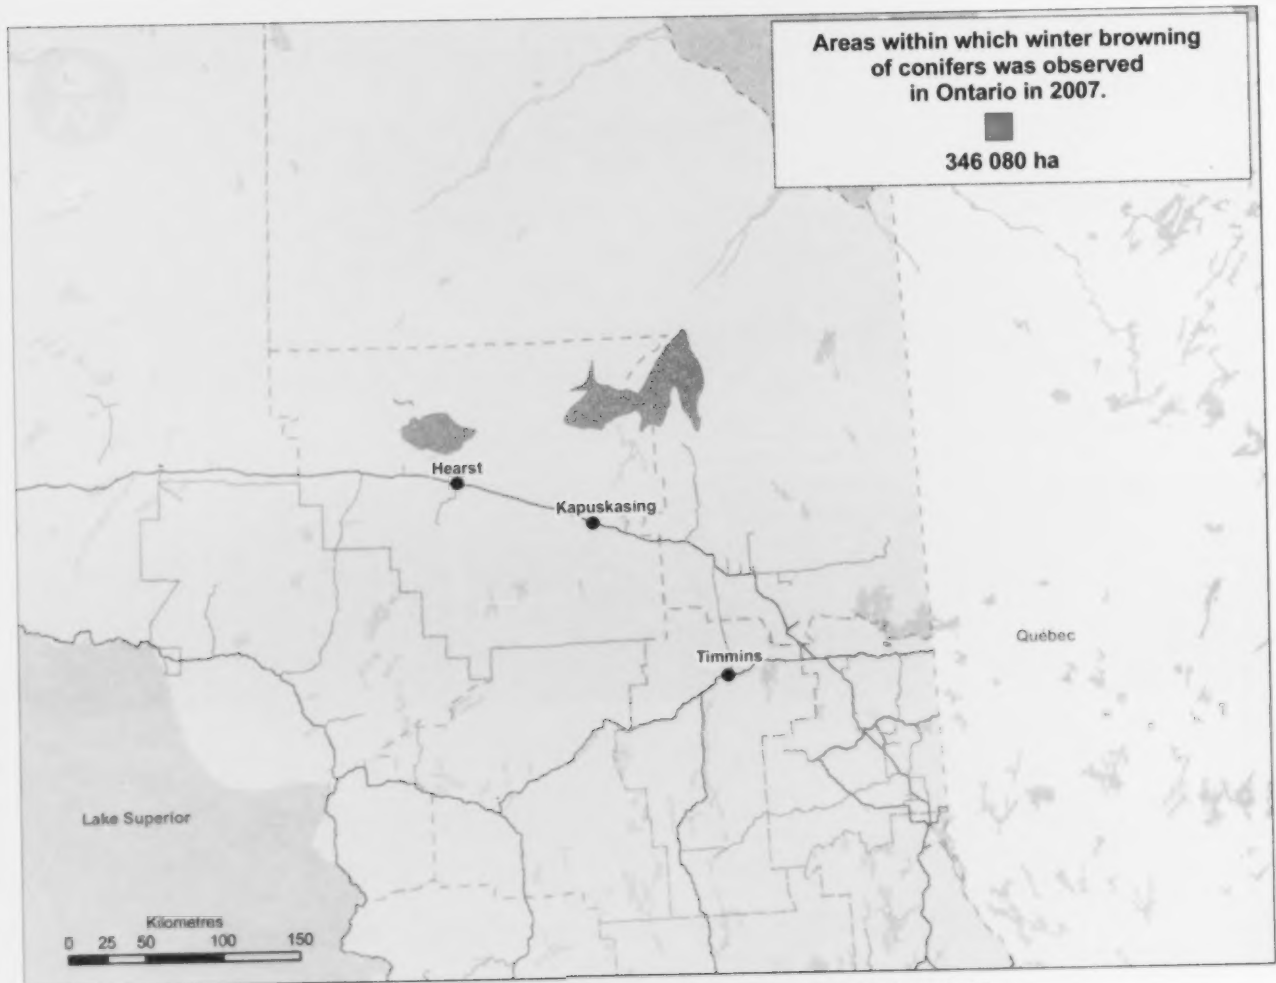 Areas within which winter browning
of conifers was observed
in Ontario in 2007.
346 080 ha
Hearst
Kapuskasing
Québec
Timmins
Lake Superior
Kilometres
0 25 50 100 150